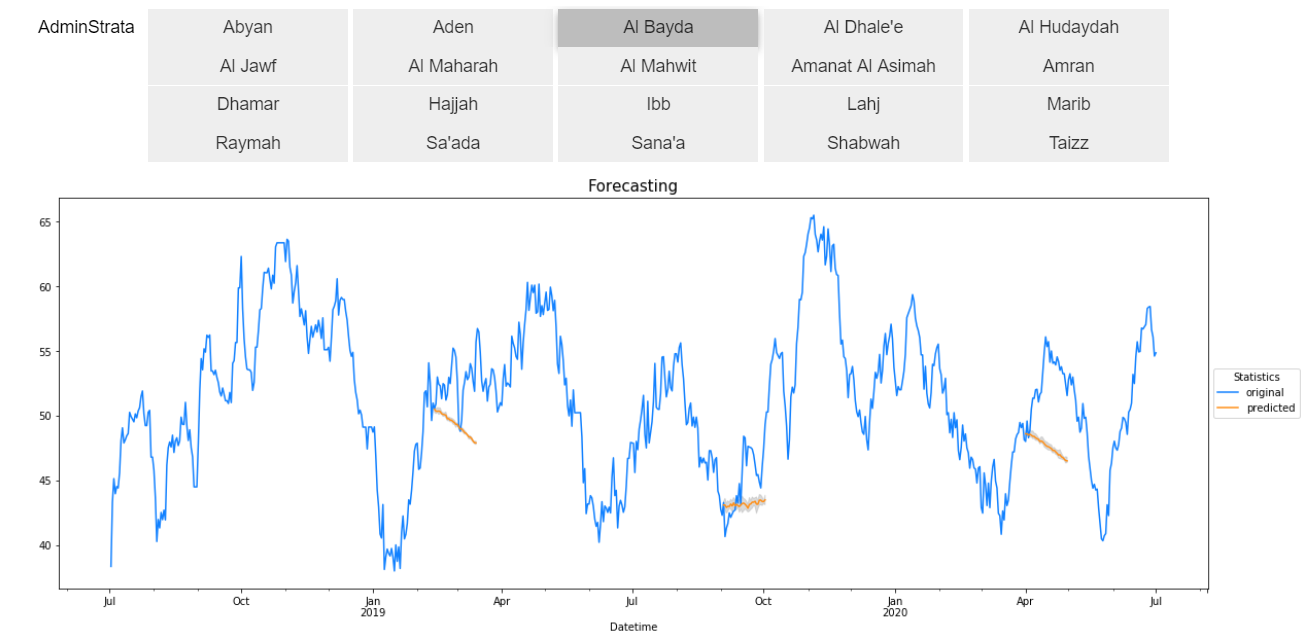 AdminStrata Abyan Aden Al Bayda Al Dhale'e Al Hudaydah
Al Jawf Al Maharah Al Mahwit Amanat Al Asimah Amran
Dhamar Hajjah Ibb Lahj Marib
Raymah Sa'ada Sana'a Shabwah Taizz
Forecasting
65
60
55
50
45
40
Statistics
original
predicted
Jul Oct Jan Apr Jul Oct Jan Apr Jul
2019 2020
Datetime